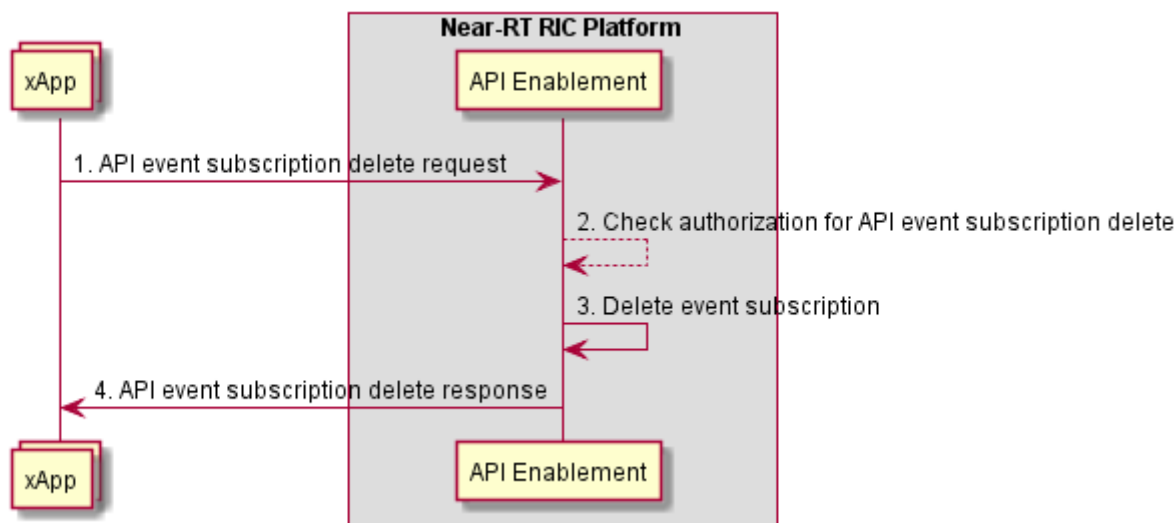 Near-RT RIC Platform
xApp
API Enablement
1. API event subscription delete request
2. Check authorization for API event subscription delete
3. Delete event subscription
4. API event subscription delete response
xApp
API Enablement